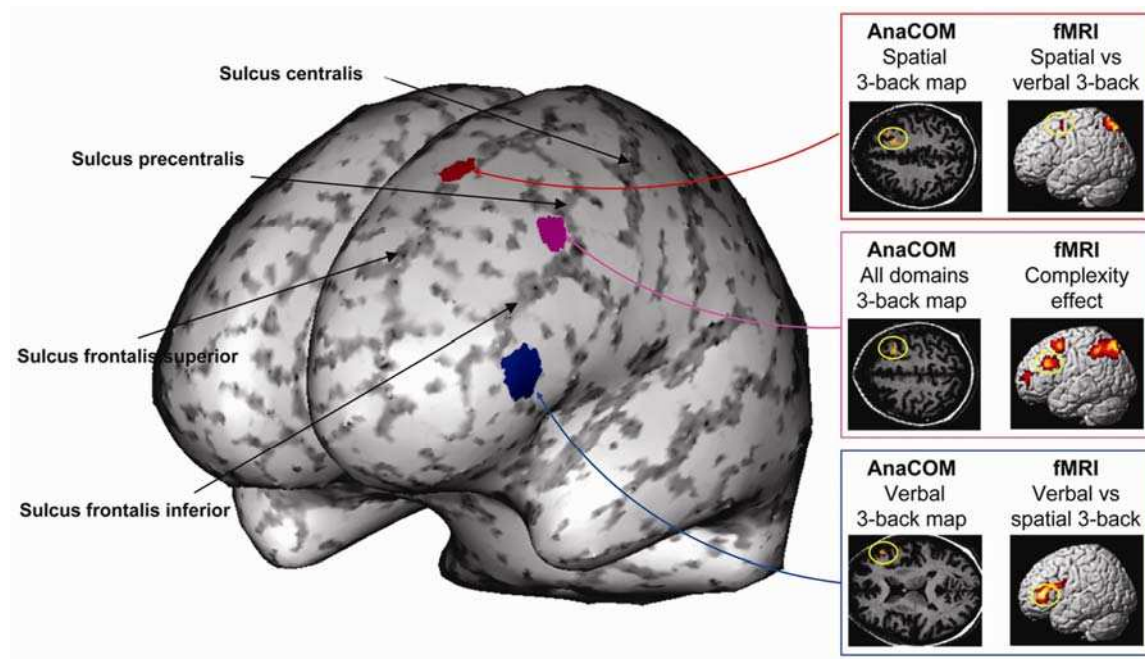 Sulcus centralis
Sulcus precentralis
Sulcus frontalis superior
Sulcus frontalis inferior
AnaCOM
Spatial
3-back map
fMRI
Spatial vs
verbal 3-back
AnaCOM
All domains
3-back map
fMRI
Complexity
effect
AnaCOM
Verbal
3-back map
fMRI
Verbal vs
spatial 3-back